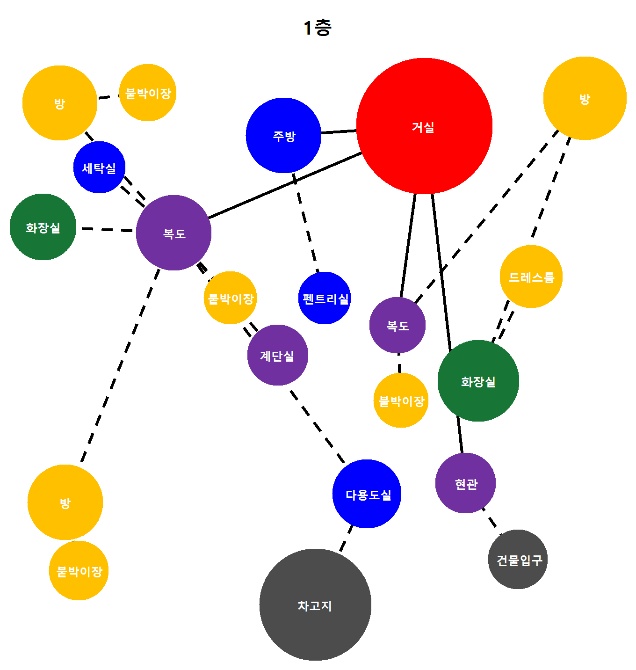 1층
방
붙박이장
주방
거실
방
세탁실
화장실
복도
드레스룸
붙박이장
펜트리실
복도
계단실
화장실
붙박이장
현관
방
다용도실
건물입구
붙박이장
차고지